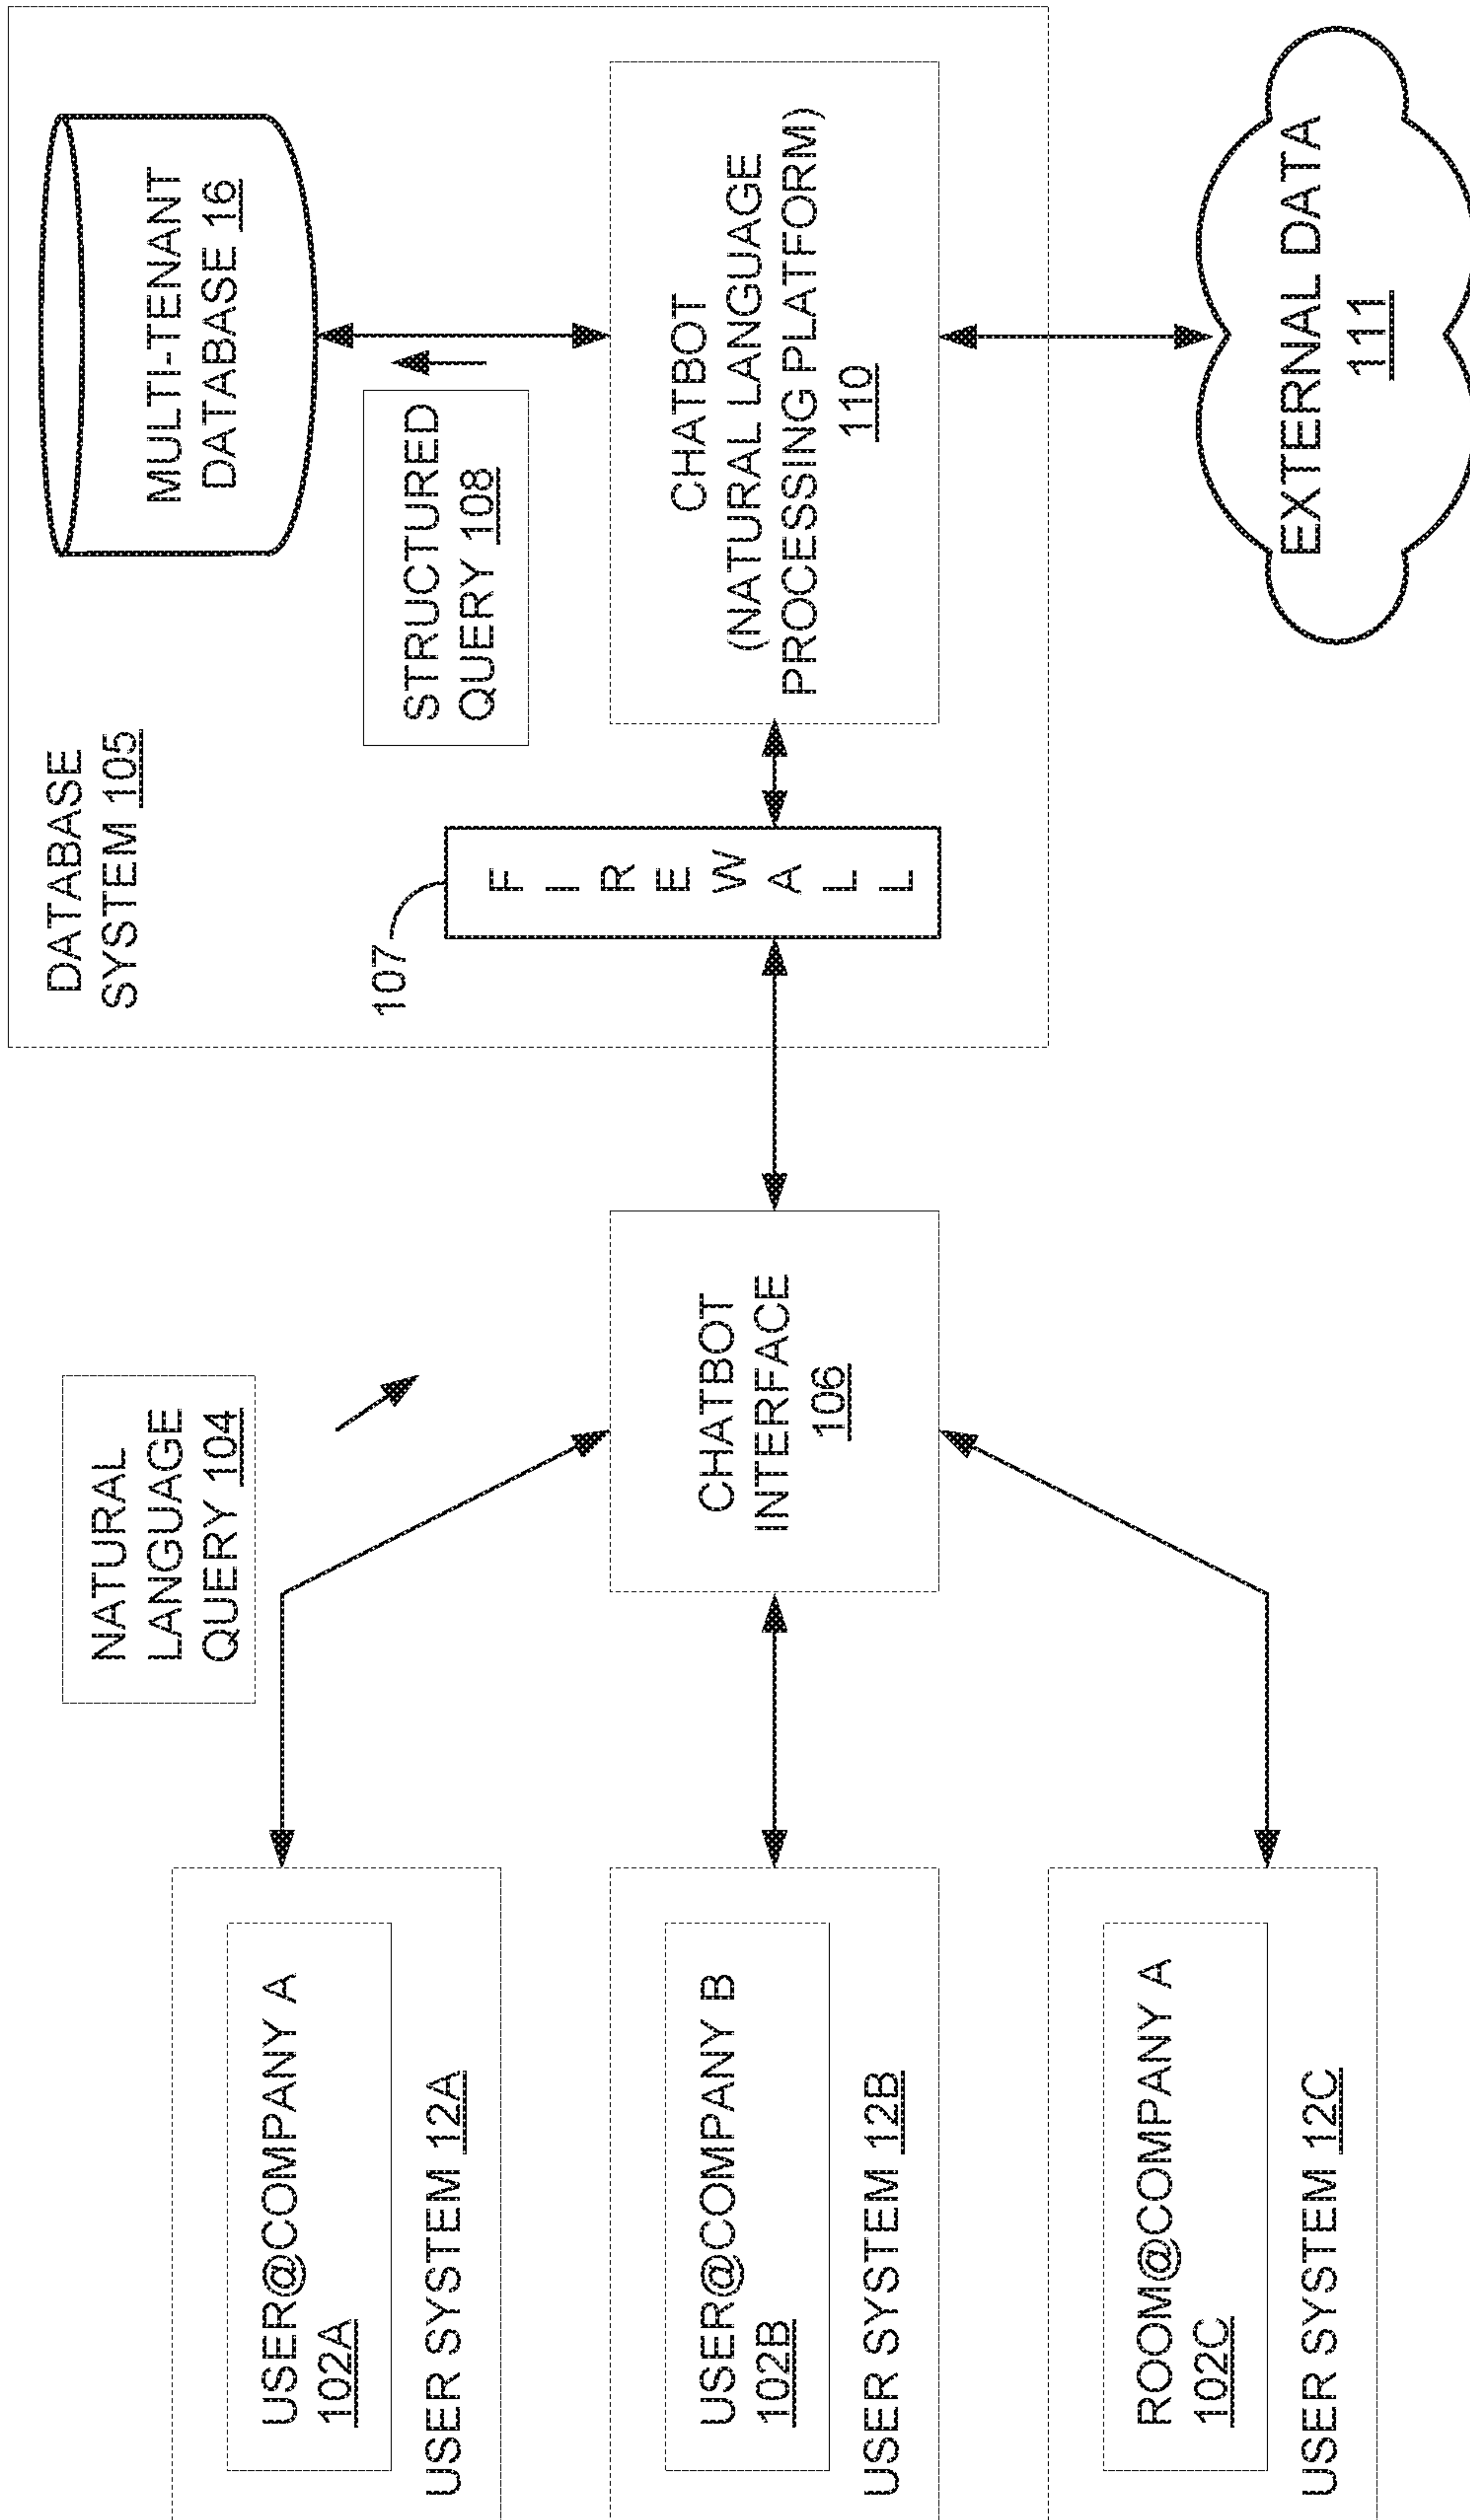 USER@COMPANY A
102A
USER SYSTEM 12A
USER@COMPANY B
102B
USER SYSTEM 12B
ROOM@COMPANY A
102C
USER SYSTEM 12C
NATURAL
LANGUAGE
QUERY 104
CHATBOT
INTERFACE
106
DATABASE
SYSTEM 105
107
FIREWALL
STRUCTURED
QUERY 108
MULTI-TENANT
DATABASE 16
CHATBOT
(NATURAL LANGUAGE
PROCESSING PLATFORM)
110
EXTERNAL DATA
111